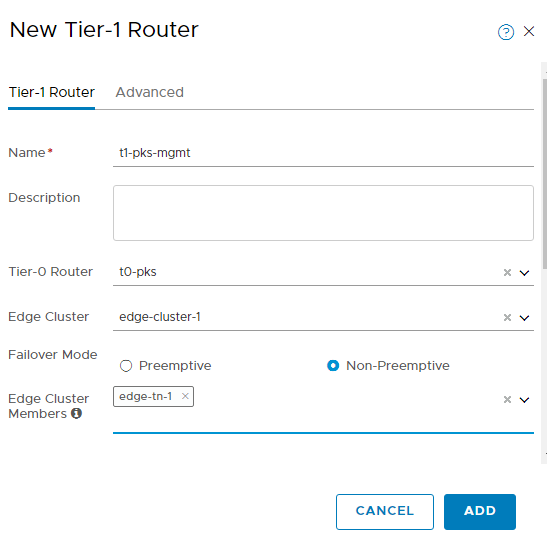 New Tier-1 Router
Tier-1 Router Advanced
Name* t1-pks-mgmt
Description
Tier-0 Router t0-pks
Edge Cluster edge-cluster-1
Failover Mode Preemptive Non-Preemptive
Edge Cluster Members edge-tn-1
CANCEL ADD